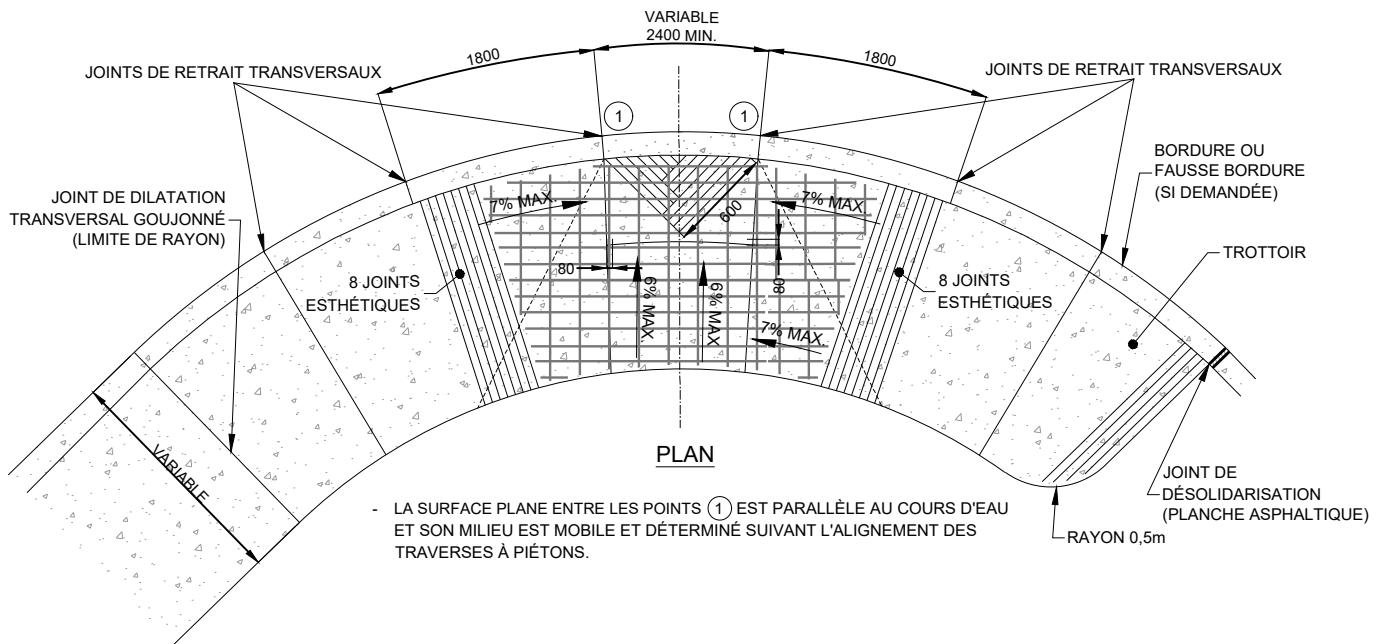 VARIABLE
2400 MIN.
1800
1800
JOINTS DE RETRAIT TRANSVERSAUX
JOINTS DE RETRAIT TRANSVERSAUX
1
1
BORDURE OU
FAUSSE BORDURE
(SI DEMANDÉE)
JOINT DE DILATATION
TRANSVERSAL GOUJONNÉ
(LIMITE DE RAYON)
7% MAX.
7% MAX.
600
TROTTOIR
8 JOINTS
ESTHÉTIQUES
80
6% MAX.
6% MAX
80
8 JOINTS
ESTHÉTIQUES
7% MAX.
VARIABLE
PLAN
JOINT DE
DÉSOLIDARISATION
(PLANCHE ASPHALTIQUE)
RAYON 0,5m
- LA SURFACE PLANE ENTRE LES POINTS 1 EST PARALLÈLE AU COURS D'EAU
ET SON MILIEU EST MOBILE ET DÉTERMINÉ SUIVANT L'ALIGNEMENT DES
TRAVERSES À PIÉTONS.